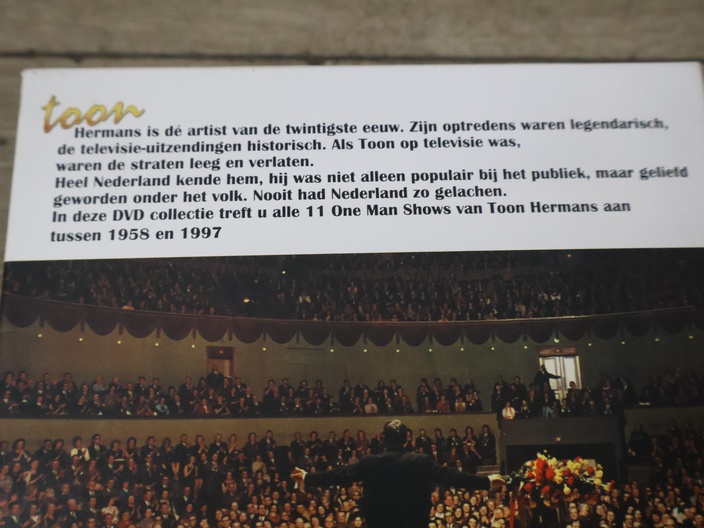 toon
Hermans is dé artist van de twintigste eeuw. Zijn optredens waren legendarisch,
de televisie-uitzendingen historisch. Als Toon op televisie was,
waren de straten leeg en verlaten.
Heel Nederland kende hem, hij was niet alleen populair bij het publiek, maar geliefd
geworden onder het volk. Nooit had Nederland zo gelachen.
In deze DVD collectie treft u alle 11 One Man Shows van Toon Hermans aan
tussen 1958 en 1997